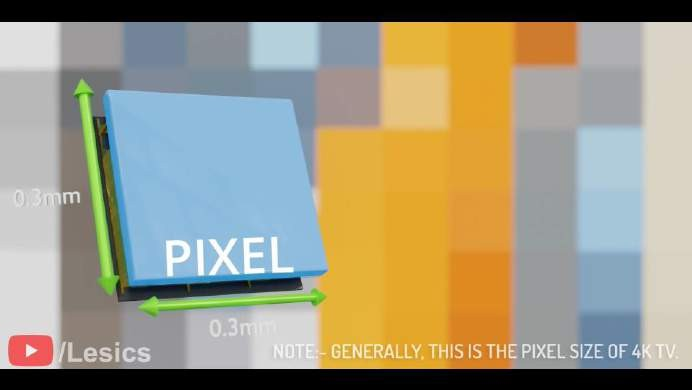 0.3mm
PIXEL
0.3mm
/Lesics
NOTE:- GENERALLY, THIS IS THE PIXEL SIZE OF 4K TV.